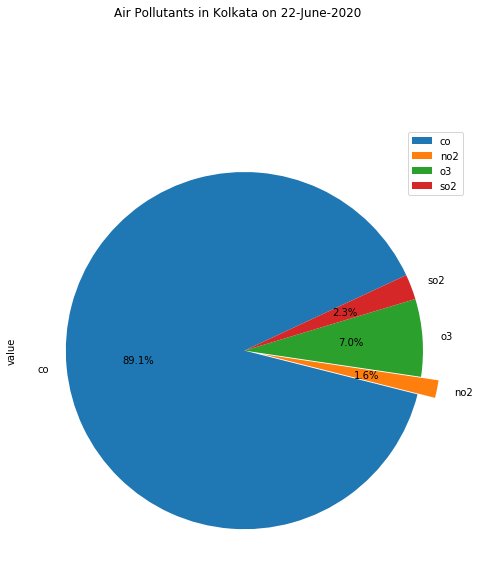 Air Pollutants in Kolkata on 22-June-2020
co
no2
o3
so2
so2
2.3%
o3
7.0%
value
89.1%
co
1.6%
no2